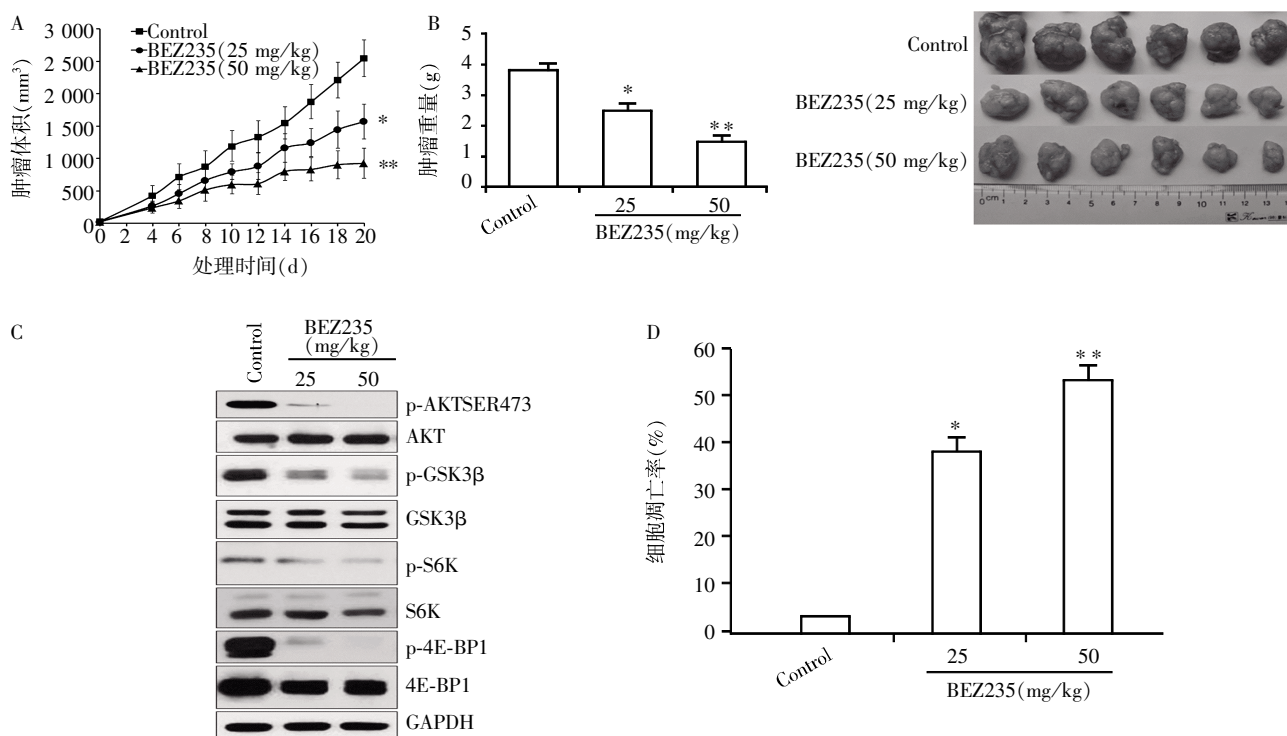 A
3 000
2 500
2 000
1 500
1 000
500
0
肿瘤体积(mm³)
Control
BEZ235(25 mg/kg)
BEZ235(50 mg/kg)
*
**
0 2 4 6 8 10 12 14 16 18 20
处理时间(d)
B
5
4
3
2
1
0
肿瘤重量(g)
*
**
Control
25 50
BEZ235(mg/kg)
Control
BEZ235(25 mg/kg)
BEZ235(50 mg/kg)
0 cm 1 2 3 4 5 6 7 8 9 10 11 12 13
C
Control
BEZ235
(mg/kg)
25 50
p-AKTSER473
AKT
p-GSK3β
GSK3β
p-S6K
S6K
p-4E-BP1
4E-BP1
GAPDH
D
60
50
40
30
20
10
0
细胞凋亡率(%)
*
**
Control
25 50
BEZ235(mg/kg)